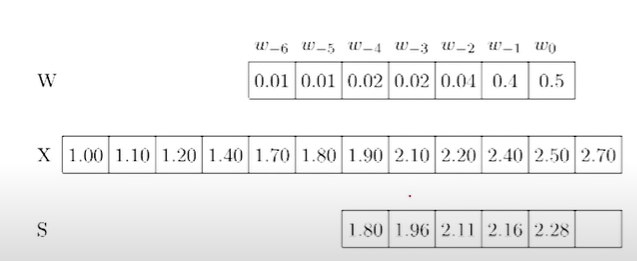 w₋₆ w₋₅ w₋₄ w₋₃ w₋₂ w₋₁ w₀
W 0.01 0.01 0.02 0.02 0.04 0.4 0.5
X 1.00 1.10 1.20 1.40 1.70 1.80 1.90 2.10 2.20 2.40 2.50 2.70
S 1.80 1.96 2.11 2.16 2.28